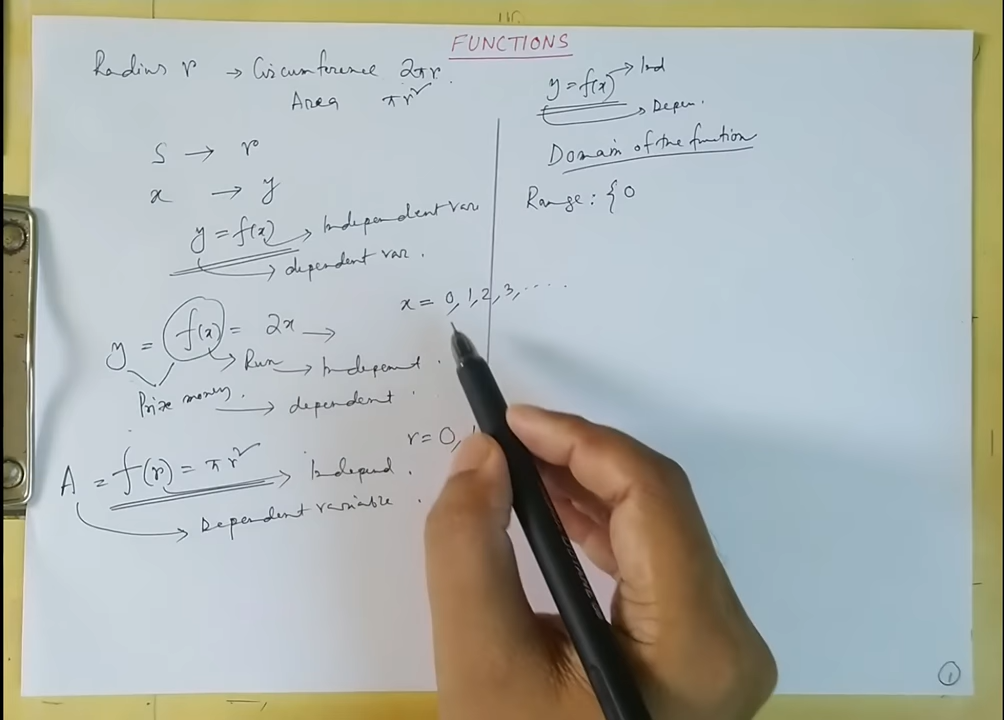 FUNCTIONS
Radius r → Circumference 2πr.
Area πr²
S → r
x → y
y = f(x) → Independent var
→ dependent var.
x = 0, 1, 2, 3, ....
y = f(x) = 2x →
→ Run → Indepement.
Prize money. → dependent.
r = 0,
A = f(r) = πr² → Independ.
→ Dependent variable.
y = f(x) → Ind
→ Depen.
Domain of the function
Range : { 0
1